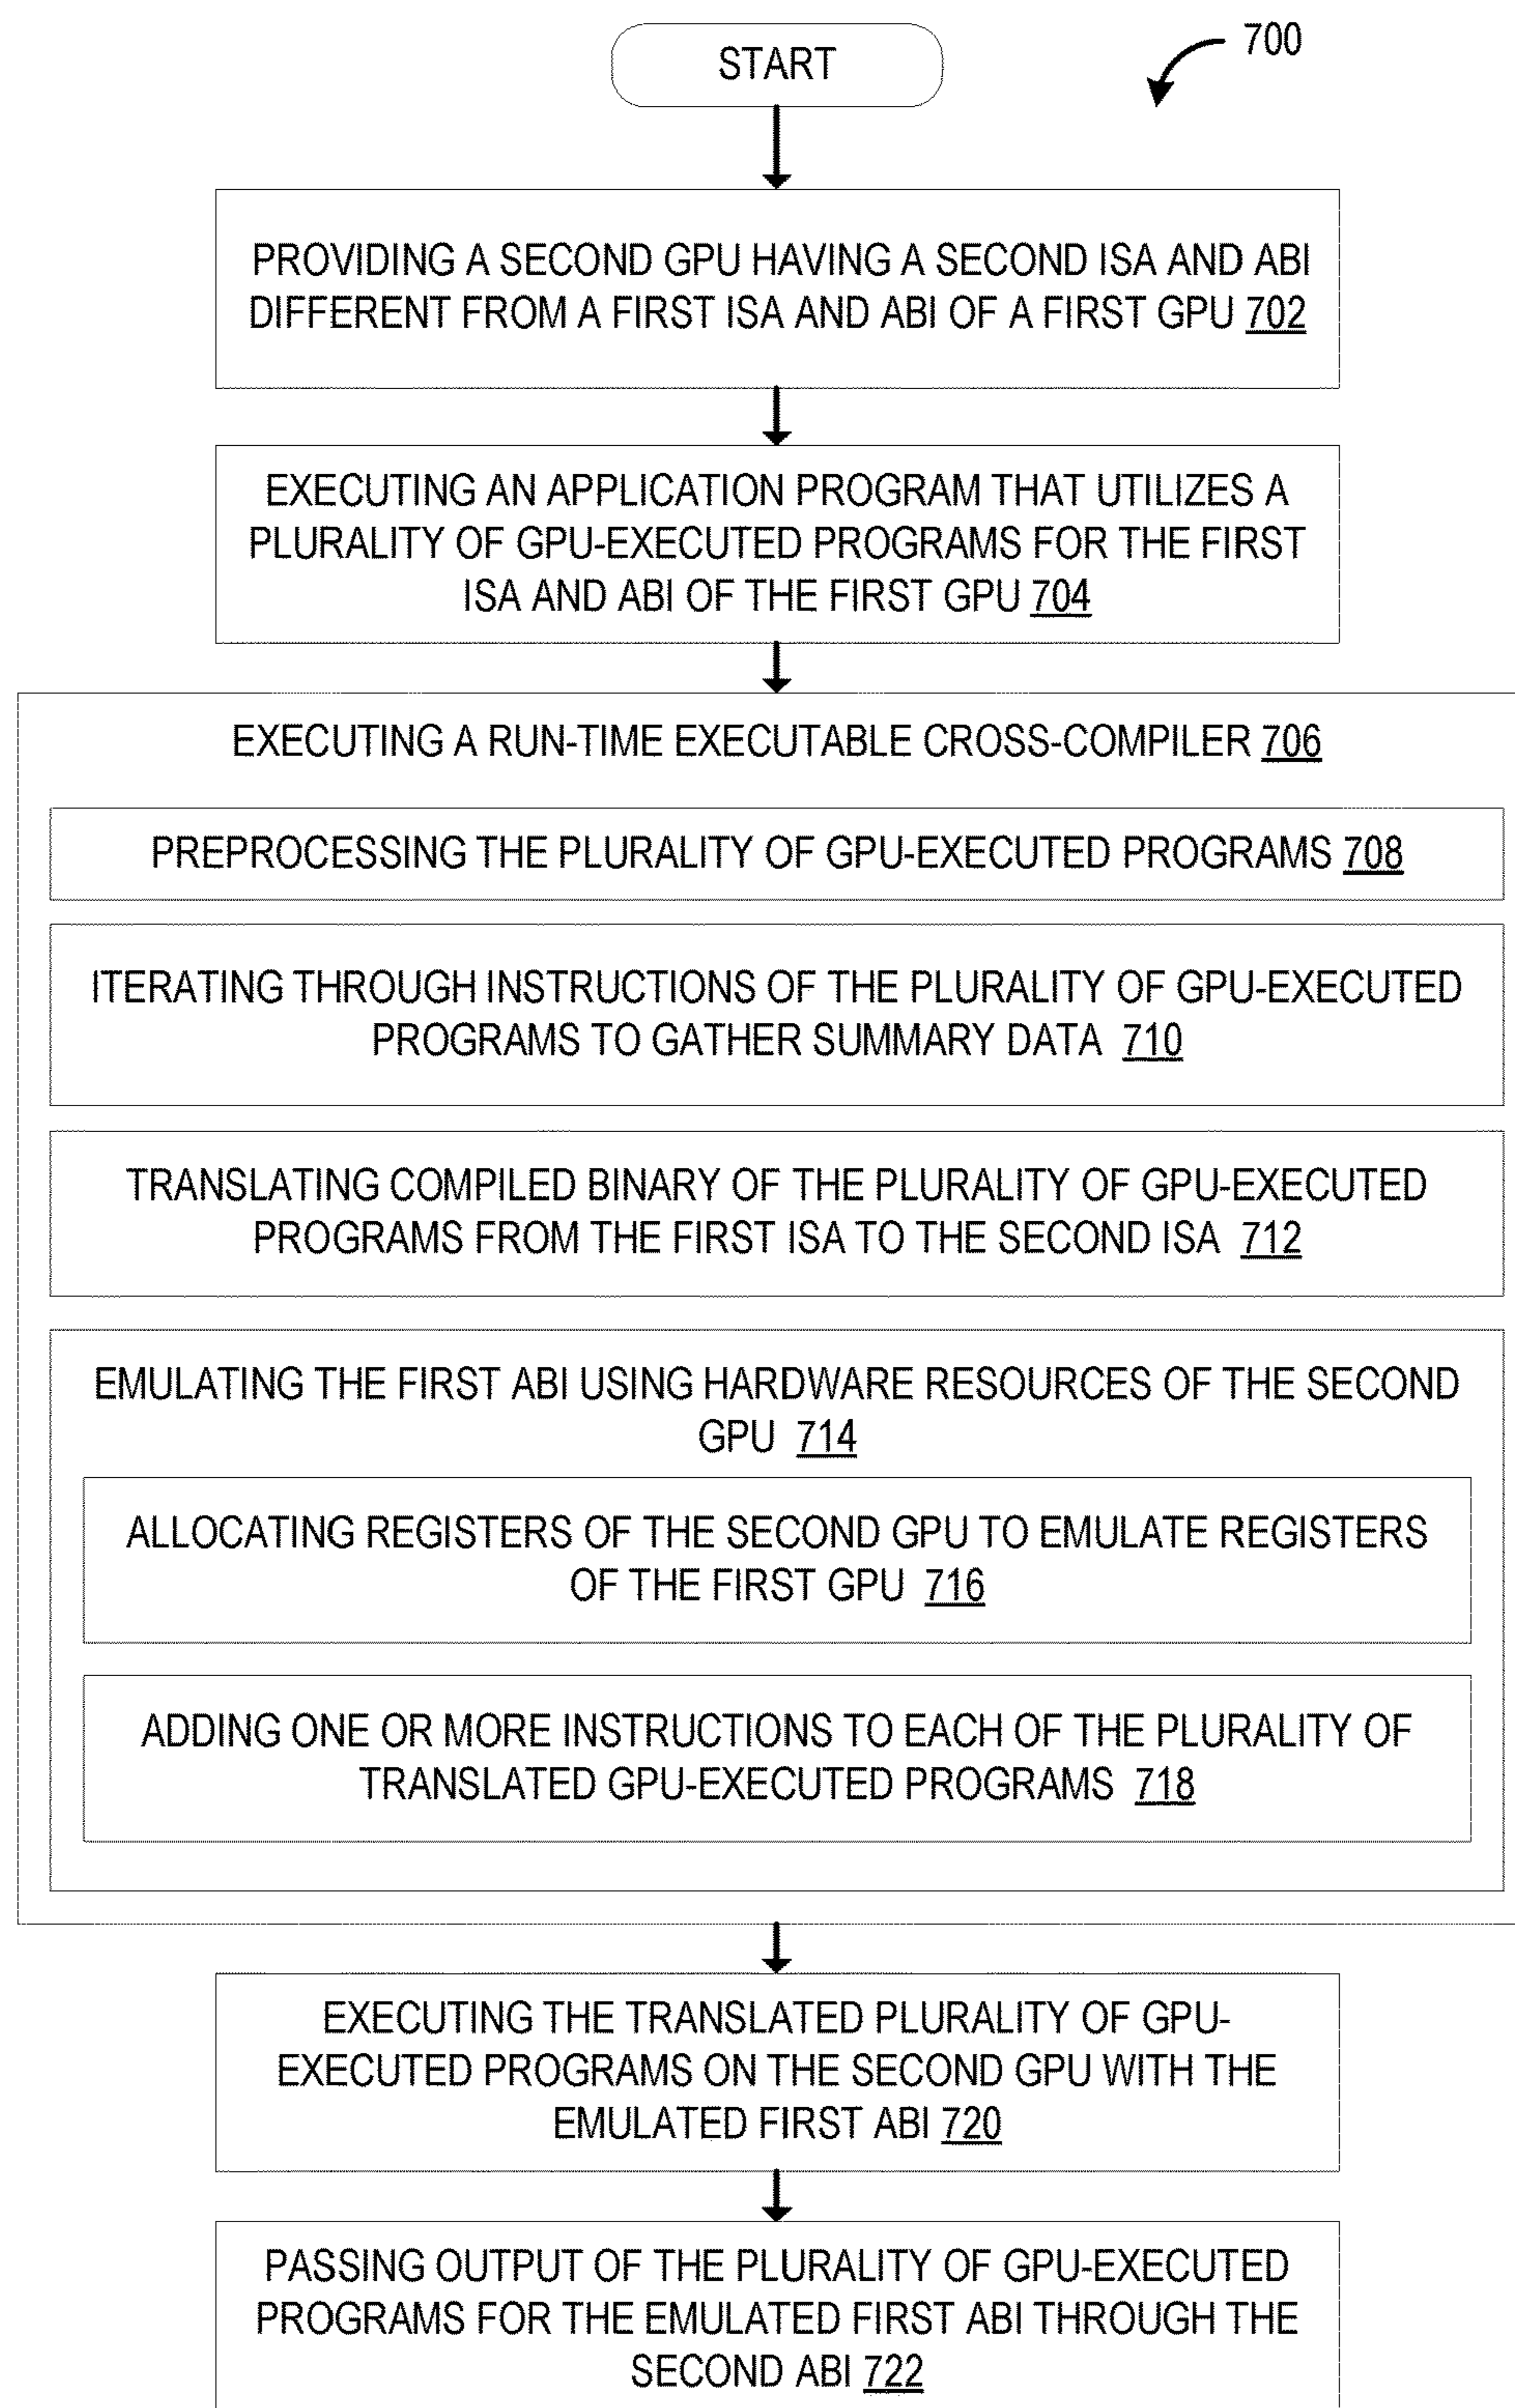 START
700
PROVIDING A SECOND GPU HAVING A SECOND ISA AND ABI
DIFFERENT FROM A FIRST ISA AND ABI OF A FIRST GPU 702
EXECUTING AN APPLICATION PROGRAM THAT UTILIZES A
PLURALITY OF GPU-EXECUTED PROGRAMS FOR THE FIRST
ISA AND ABI OF THE FIRST GPU 704
EXECUTING A RUN-TIME EXECUTABLE CROSS-COMPILER 706
PREPROCESSING THE PLURALITY OF GPU-EXECUTED PROGRAMS 708
ITERATING THROUGH INSTRUCTIONS OF THE PLURALITY OF GPU-EXECUTED
PROGRAMS TO GATHER SUMMARY DATA 710
TRANSLATING COMPILED BINARY OF THE PLURALITY OF GPU-EXECUTED
PROGRAMS FROM THE FIRST ISA TO THE SECOND ISA 712
EMULATING THE FIRST ABI USING HARDWARE RESOURCES OF THE SECOND
GPU 714
ALLOCATING REGISTERS OF THE SECOND GPU TO EMULATE REGISTERS
OF THE FIRST GPU 716
ADDING ONE OR MORE INSTRUCTIONS TO EACH OF THE PLURALITY OF
TRANSLATED GPU-EXECUTED PROGRAMS 718
EXECUTING THE TRANSLATED PLURALITY OF GPU-
EXECUTED PROGRAMS ON THE SECOND GPU WITH THE
EMULATED FIRST ABI 720
PASSING OUTPUT OF THE PLURALITY OF GPU-EXECUTED
PROGRAMS FOR THE EMULATED FIRST ABI THROUGH THE
SECOND ABI 722